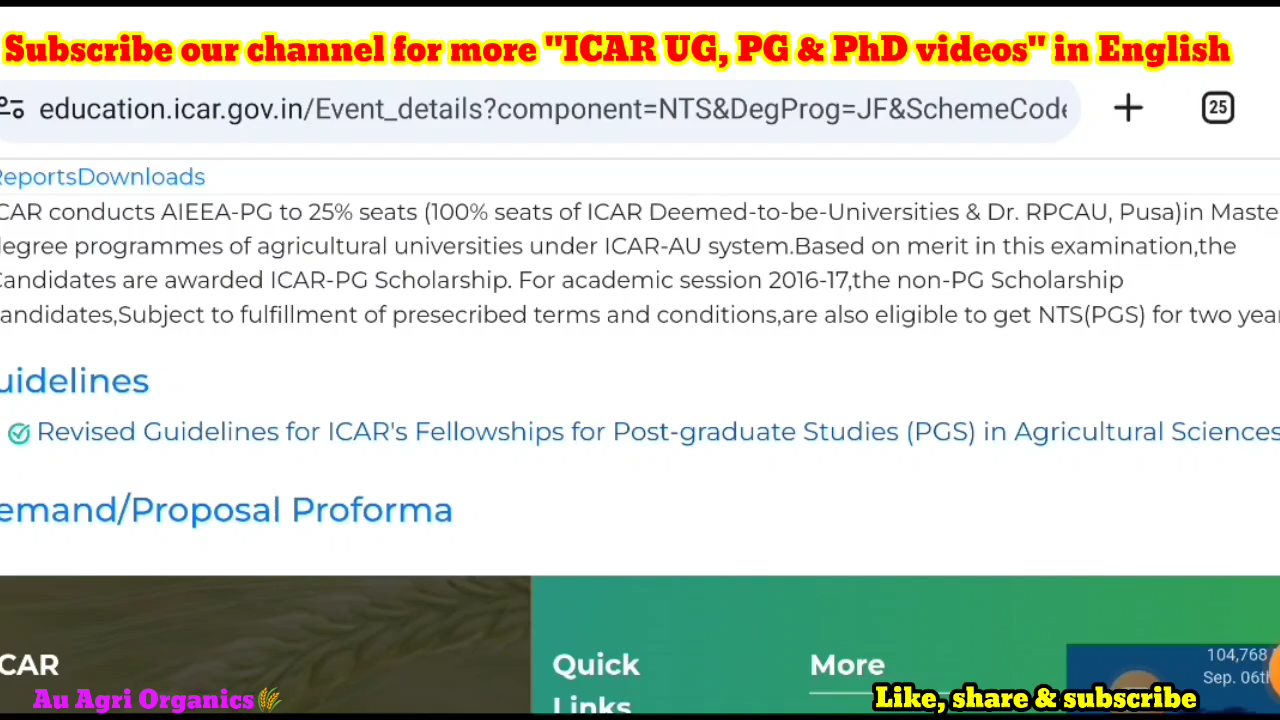 Subscribe our channel for more "ICAR UG, PG & PhD videos" in English
education.icar.gov.in/Event_details?component=NTS&DegProg=JF&SchemeCode
25
ReportsDownloads
CAR conducts AIEEA-PG to 25% seats (100% seats of ICAR Deemed-to-be-Universities & Dr. RPCAU, Pusa)in Maste
degree programmes of agricultural universities under ICAR-AU system.Based on merit in this examination,the
Candidates are awarded ICAR-PG Scholarship. For academic session 2016-17,the non-PG Scholarship
andidates,Subject to fulfillment of presecribed terms and conditions,are also eligible to get NTS(PGS) for two year
uidelines
Revised Guidelines for ICAR's Fellowships for Post-graduate Studies (PGS) in Agricultural Sciences
emand/Proposal Proforma
CAR
Quick
Links
More
104,768
Sep. 06th
Au Agri Organics🌾
Like, share & subscribe